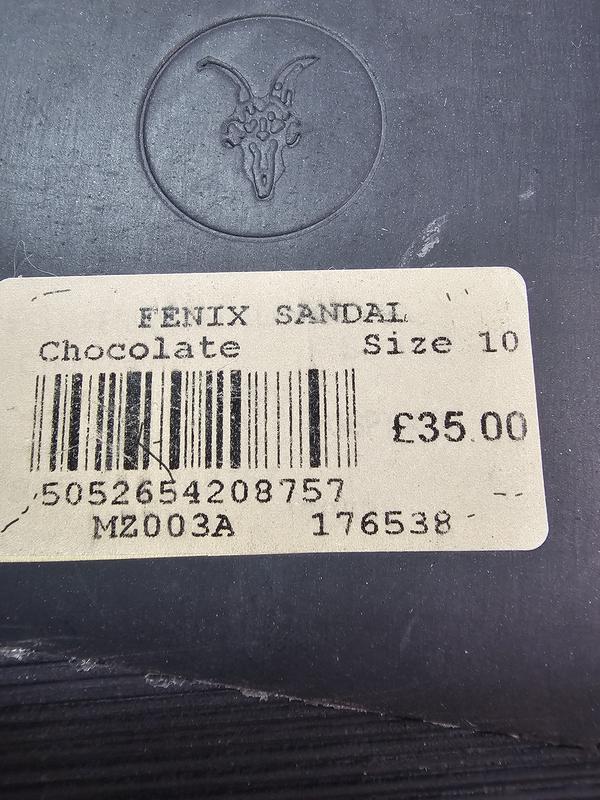 FENIX SANDAL
Chocolate Size 10
£35.00
5052654208757
MZ003A 176538